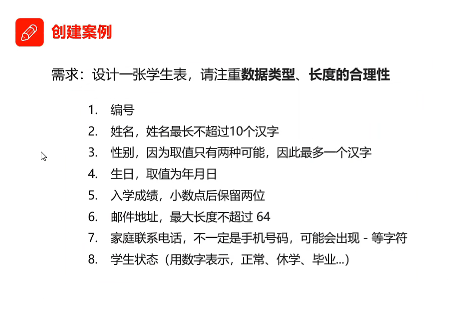 创建案例
需求：设计一张学生表，请注重数据类型、长度的合理性
1. 编号
2. 姓名，姓名最长不超过10个汉字
3. 性别，因为取值只有两种可能，因此最多一个汉字
4. 生日，取值为年月日
5. 入学成绩，小数点后保留两位
6. 邮件地址，最大长度不超过 64
7. 家庭联系电话，不一定是手机号码，可能会出现 - 等字符
8. 学生状态（用数字表示，正常、休学、毕业...）